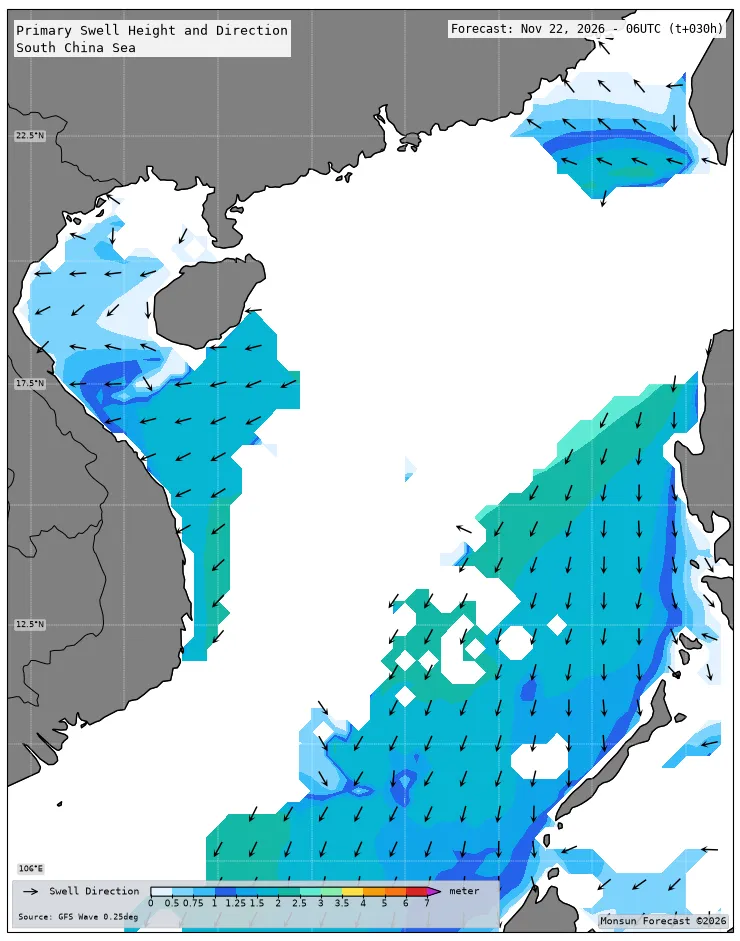 Primary Swell Height and Direction
South China Sea
Forecast: Nov 22, 2026 - 06UTC (t+030h)
22.5°N
17.5°N
12.5°N
106°E
Swell Direction
meter
0 0.5 0.75 1 1.25 1.5 2 2.5 3 3.5 4 5 6 7
Source: GFS Wave 0.25deg
Monsun Forecast ©2026